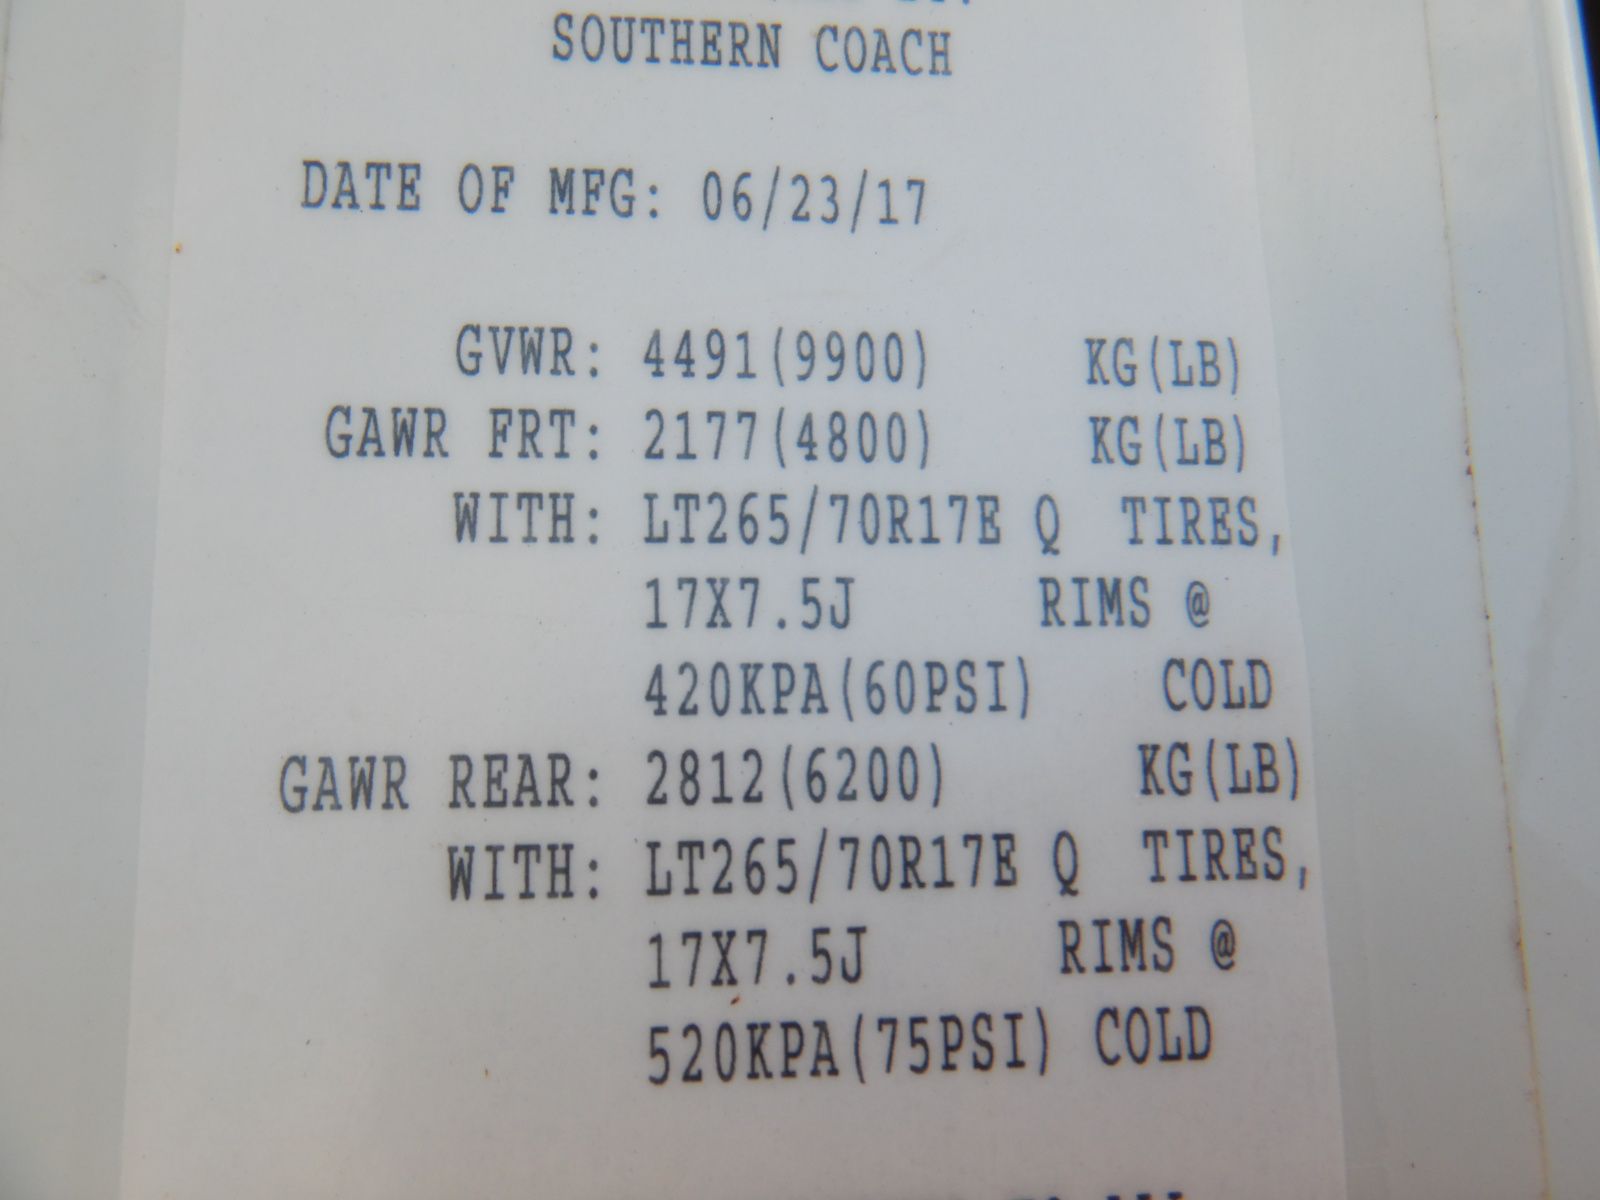 SOUTHERN COACH
DATE OF MFG: 06/23/17
GVWR: 4491(9900) KG(LB)
GAWR FRT: 2177(4800) KG(LB)
WITH: LT265/70R17E Q TIRES,
17X7.5J RIMS @
420KPA(60PSI) COLD
GAWR REAR: 2812(6200) KG(LB)
WITH: LT265/70R17E Q TIRES,
17X7.5J RIMS @
520KPA(75PSI) COLD